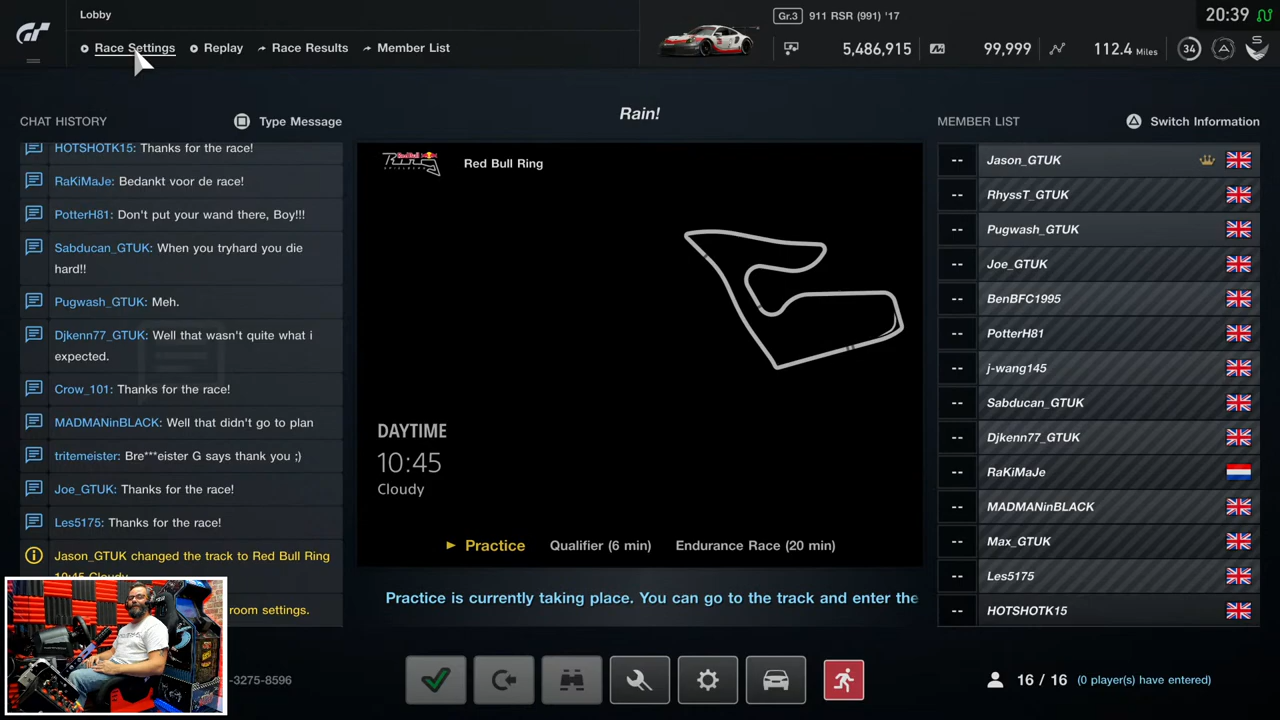 Lobby
Race Settings
Replay
Race Results
Member List
Gr.3
911 RSR (991) '17
5,486,915
99,999
112.4 Miles
20:39
34
A
S
CHAT HISTORY
Type Message
HOTSHOTK15: Thanks for the race!
RaKiMaJe: Bedankt voor de race!
PotterH81: Don't put your wand there, Boy!!!
Sabducan_GTUK: When you tryhard you die
hard!!
Pugwash_GTUK: Meh.
Djkenn77_GTUK: Well that wasn't quite what i
expected.
Crow_101: Thanks for the race!
MADMANinBLACK: Well that didn't go to plan
tritemeister: Bre***eister G says thank you ;)
Joe_GTUK: Thanks for the race!
Les5175: Thanks for the race!
Jason_GTUK changed the track to Red Bull Ring
10:45 Cloudy
room settings.
-3275-8596
Rain!
Red Bull Ring
DAYTIME
10:45
Cloudy
Practice
Qualifier (6 min)
Endurance Race (20 min)
Practice is currently taking place. You can go to the track and enter the
MEMBER LIST
Switch Information
-- Jason_GTUK
-- RhyssT_GTUK
-- Pugwash_GTUK
-- Joe_GTUK
-- BenBFC1995
-- PotterH81
-- j-wang145
-- Sabducan_GTUK
-- Djkenn77_GTUK
-- RaKiMaJe
-- MADMANinBLACK
-- Max_GTUK
-- Les5175
-- HOTSHOTK15
16 / 16
(0 player(s) have entered)